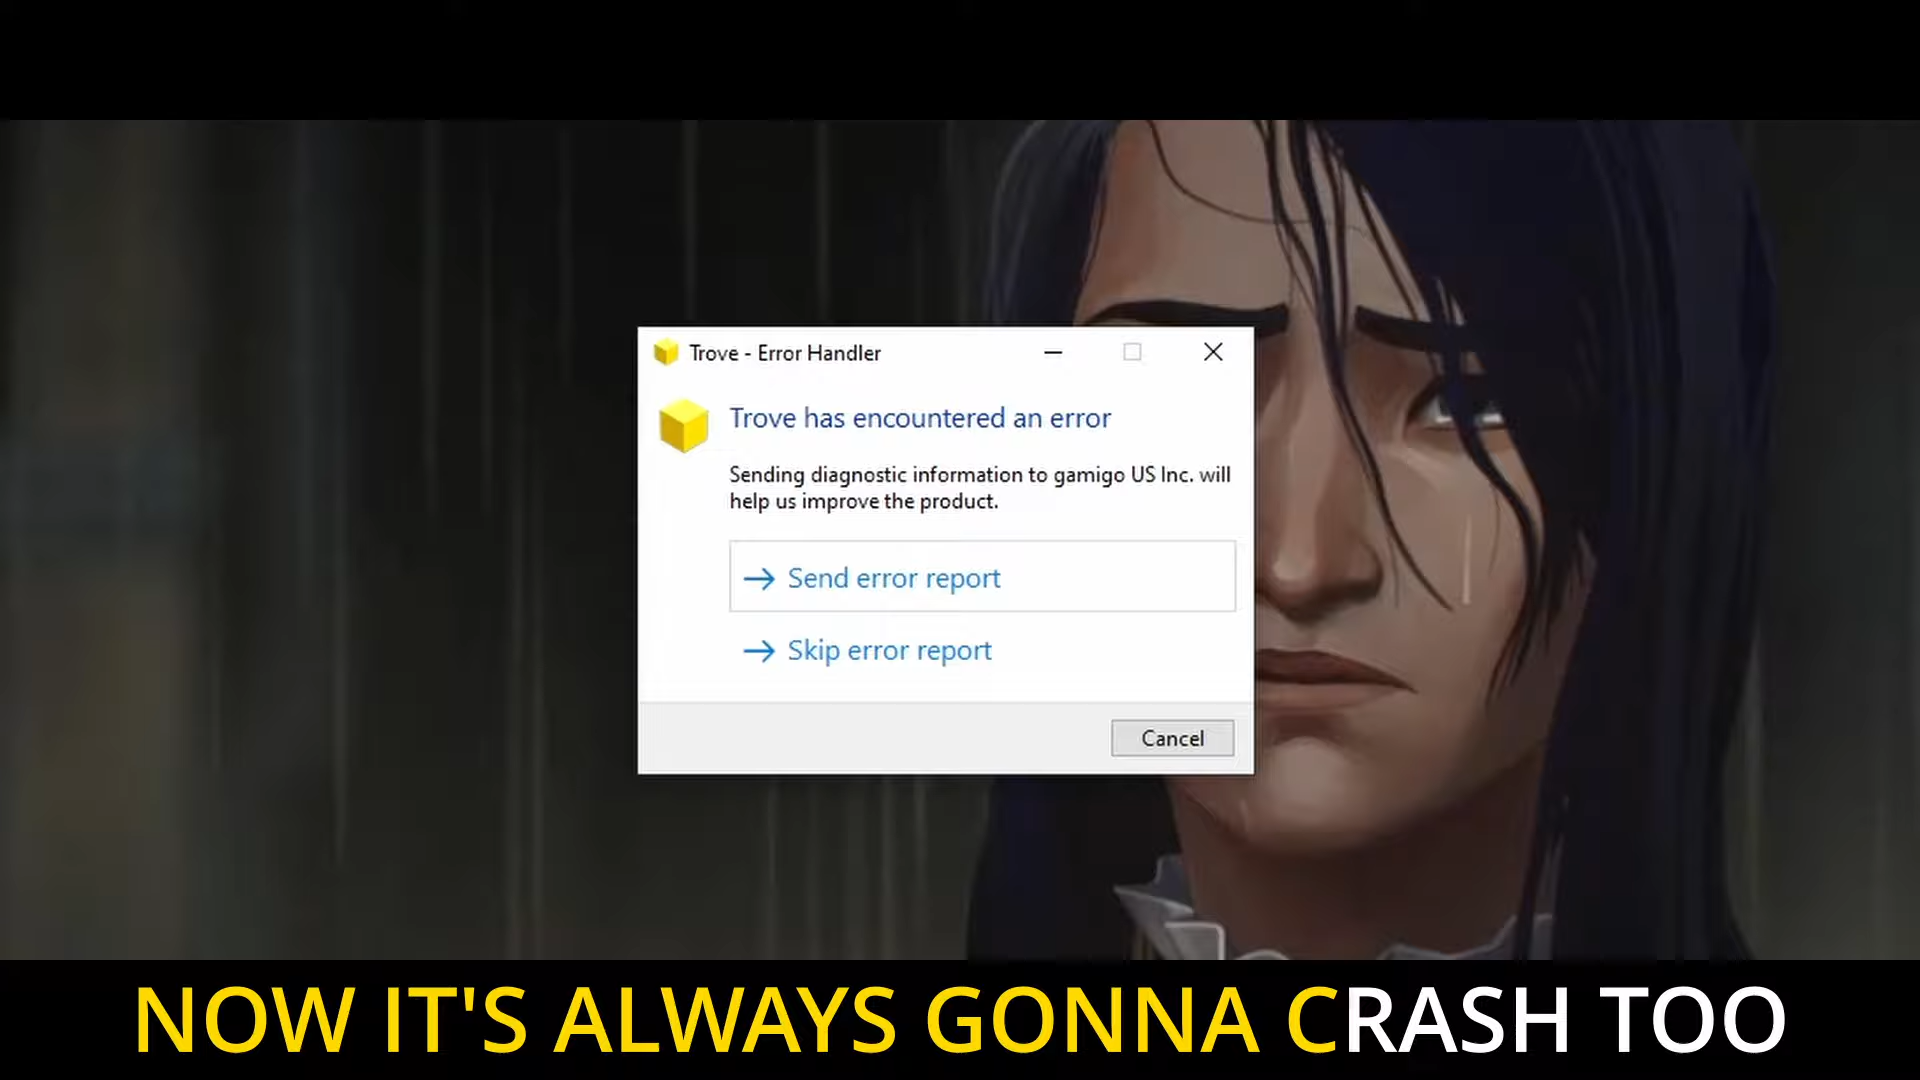 Trove - Error Handler
Trove has encountered an error
Sending diagnostic information to gamigo US Inc. will
help us improve the product.
Send error report
Skip error report
Cancel
NOW IT'S ALWAYS GONNA CRASH TOO